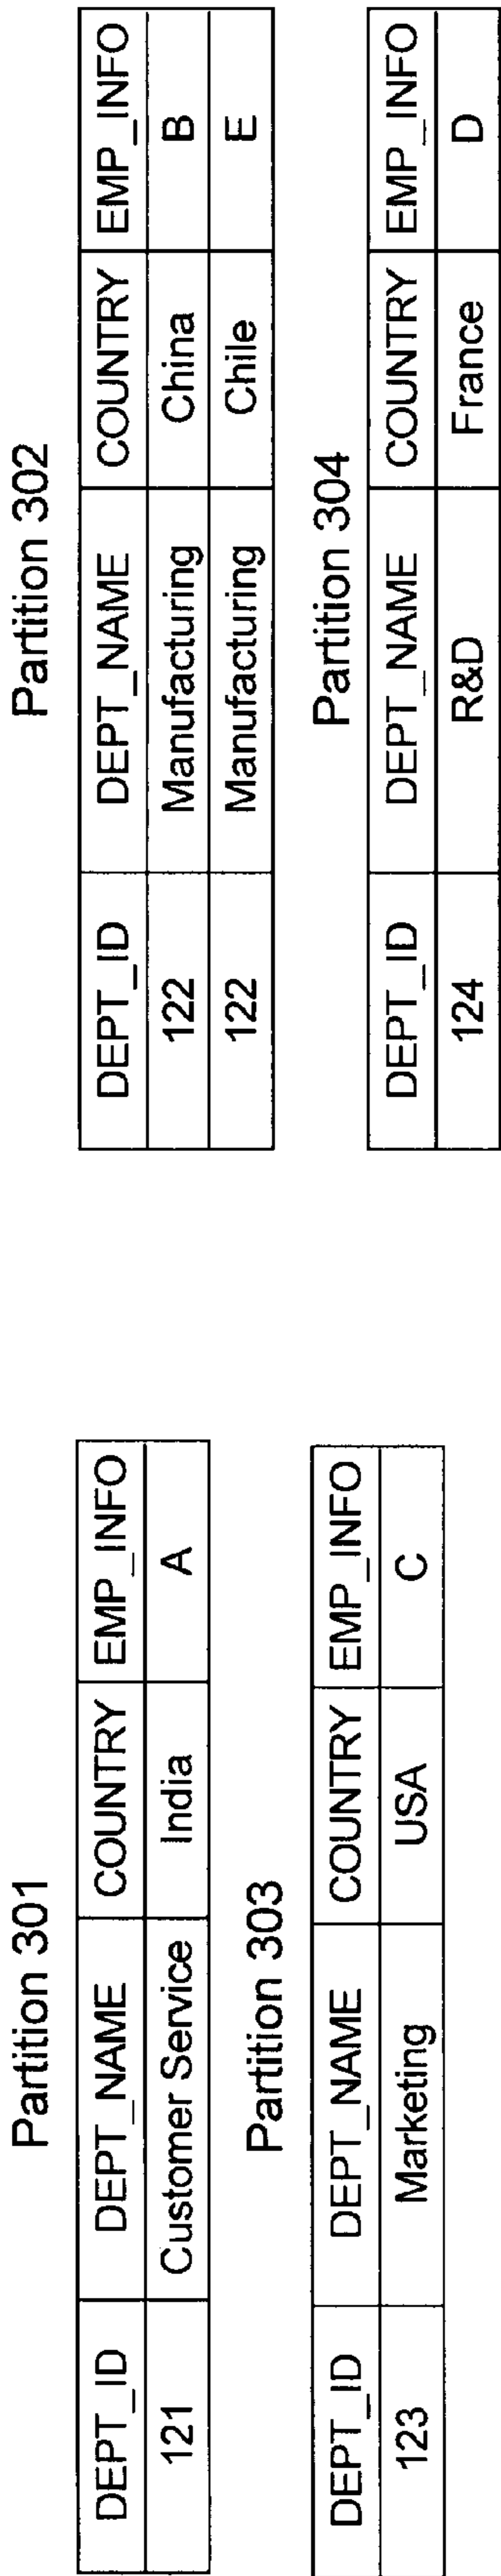 Partition 301
DEPT_ID DEPT_NAME COUNTRY EMP_INFO
121 Customer Service India A
Partition 302
DEPT_ID DEPT_NAME COUNTRY EMP_INFO
122 Manufacturing China B
122 Manufacturing Chile E
Partition 303
DEPT_ID DEPT_NAME COUNTRY EMP_INFO
123 Marketing USA C
Partition 304
DEPT_ID DEPT_NAME COUNTRY EMP_INFO
124 R&D France D